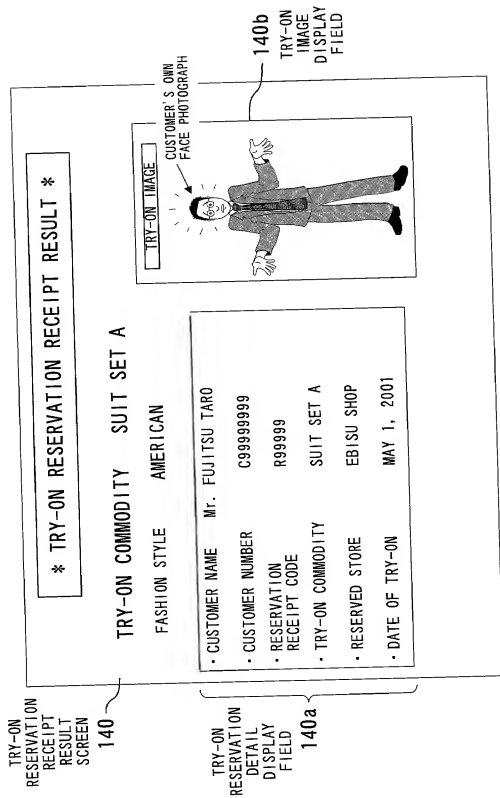 TRY-ON
RESERVATION
RECEIPT
RESULT
SCREEN
140
* TRY-ON RESERVATION RECEIPT RESULT *
TRY-ON COMMODITY SUIT SET A
FASHION STYLE AMERICAN
TRY-ON
RESERVATION
DETAIL
DISPLAY
FIELD
140a
· CUSTOMER NAME Mr. FUJITSU TARO
· CUSTOMER NUMBER C99999999
· RESERVATION
RECEIPT CODE R99999
· TRY-ON COMMODITY SUIT SET A
· RESERVED STORE EBISU SHOP
· DATE OF TRY-ON MAY 1, 2001
TRY-ON IMAGE
CUSTOMER'S OWN
FACE PHOTOGRAPH
140b
TRY-ON
IMAGE
DISPLAY
FIELD